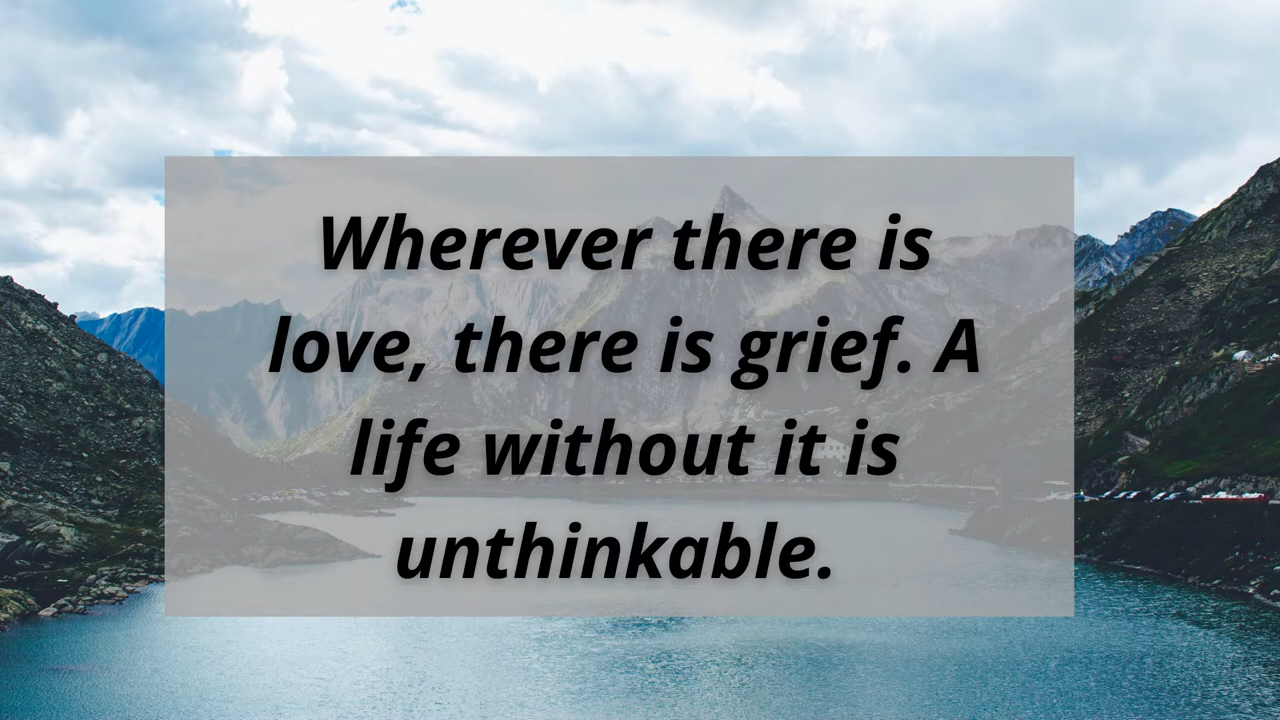 Wherever there is
love, there is grief. A
life without it is
unthinkable.